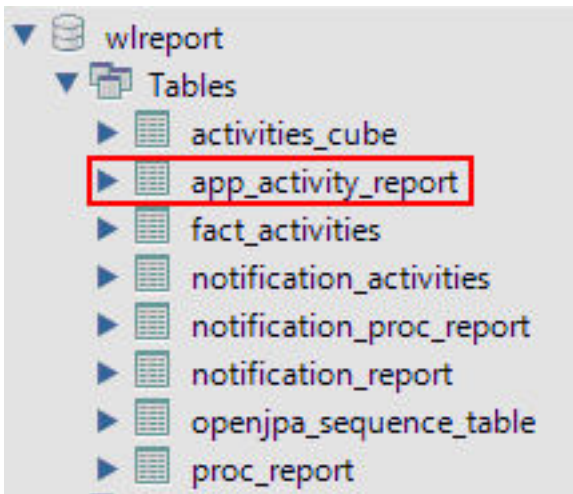 wlreport
Tables
activities_cube
app_activity_report
fact_activities
notification_activities
notification_proc_report
notification_report
openjpa_sequence_table
proc_report